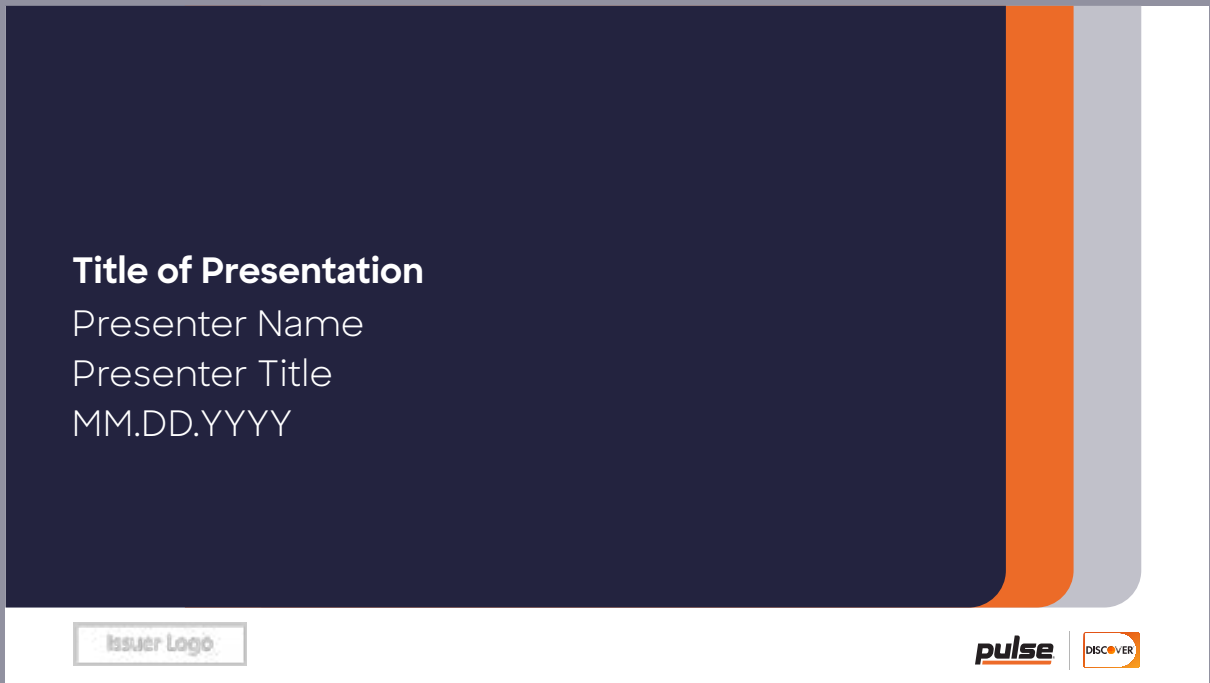 Title of Presentation
Presenter Name
Presenter Title
MM.DD.YYYY
Issuer Logo
pulse
DISCOVER